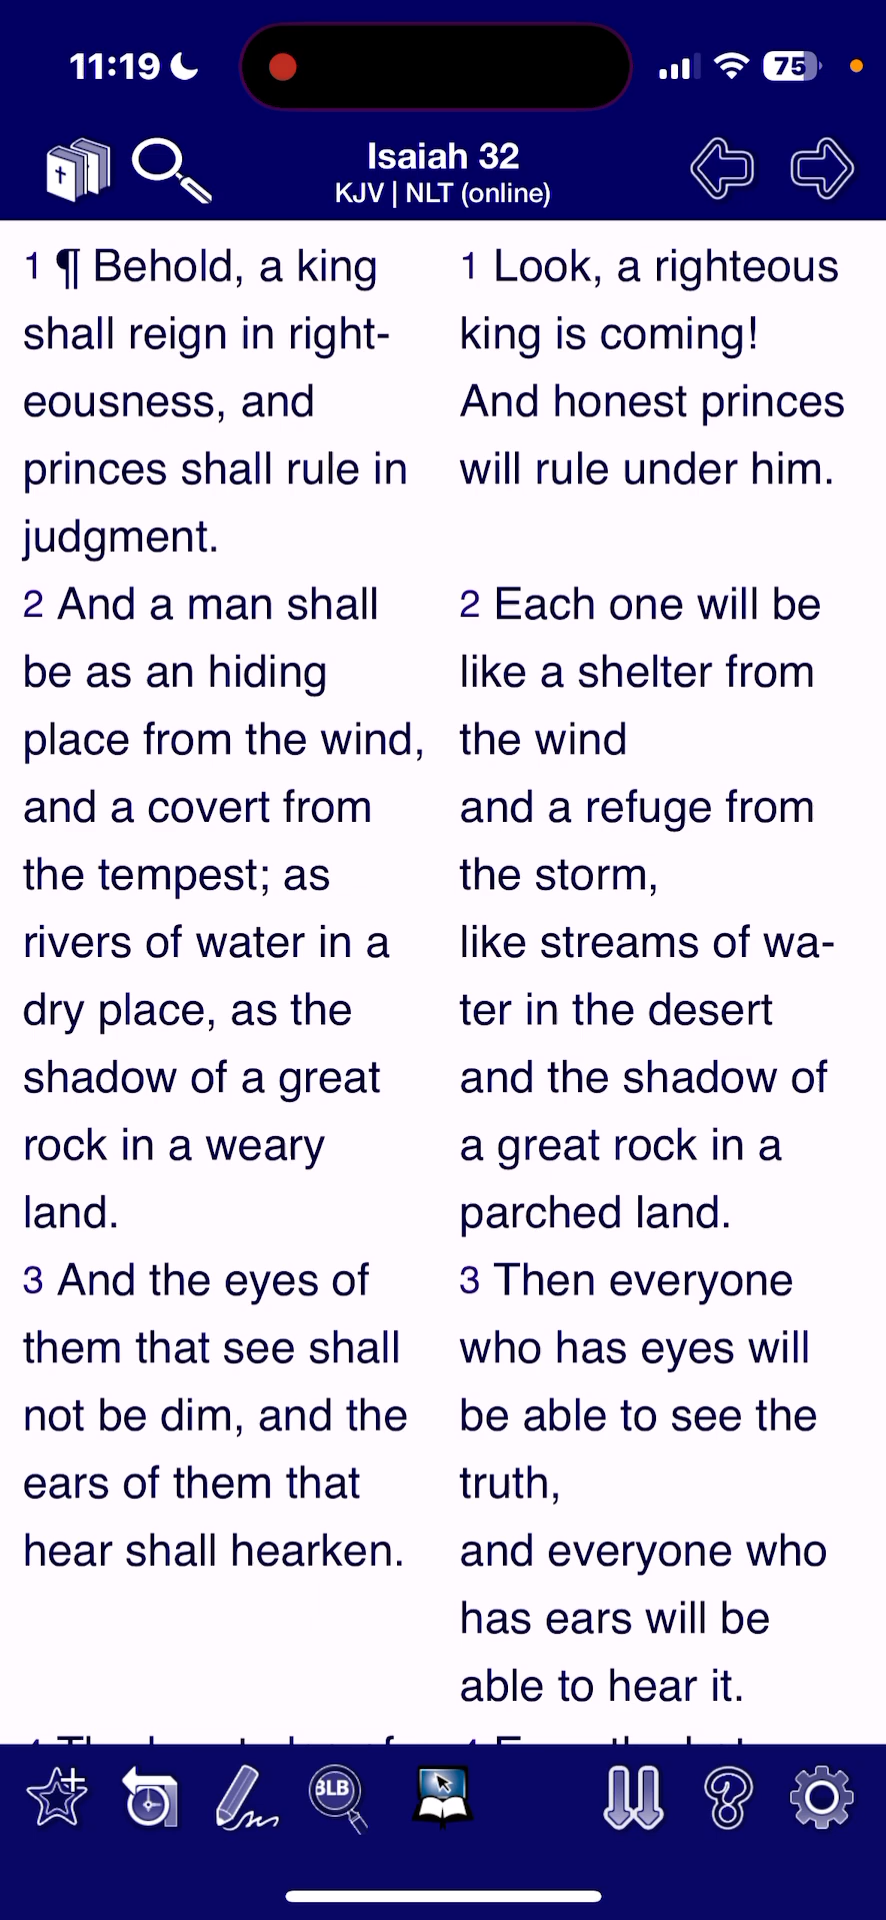 11:19
75
Isaiah 32
KJV | NLT (online)
1 ¶ Behold, a king
shall reign in right-
eousness, and
princes shall rule in
judgment.
2 And a man shall
be as an hiding
place from the wind,
and a covert from
the tempest; as
rivers of water in a
dry place, as the
shadow of a great
rock in a weary
land.
3 And the eyes of
them that see shall
not be dim, and the
ears of them that
hear shall hearken.
1 Look, a righteous
king is coming!
And honest princes
will rule under him.
2 Each one will be
like a shelter from
the wind
and a refuge from
the storm,
like streams of wa-
ter in the desert
and the shadow of
a great rock in a
parched land.
3 Then everyone
who has eyes will
be able to see the
truth,
and everyone who
has ears will be
able to hear it.
BLB